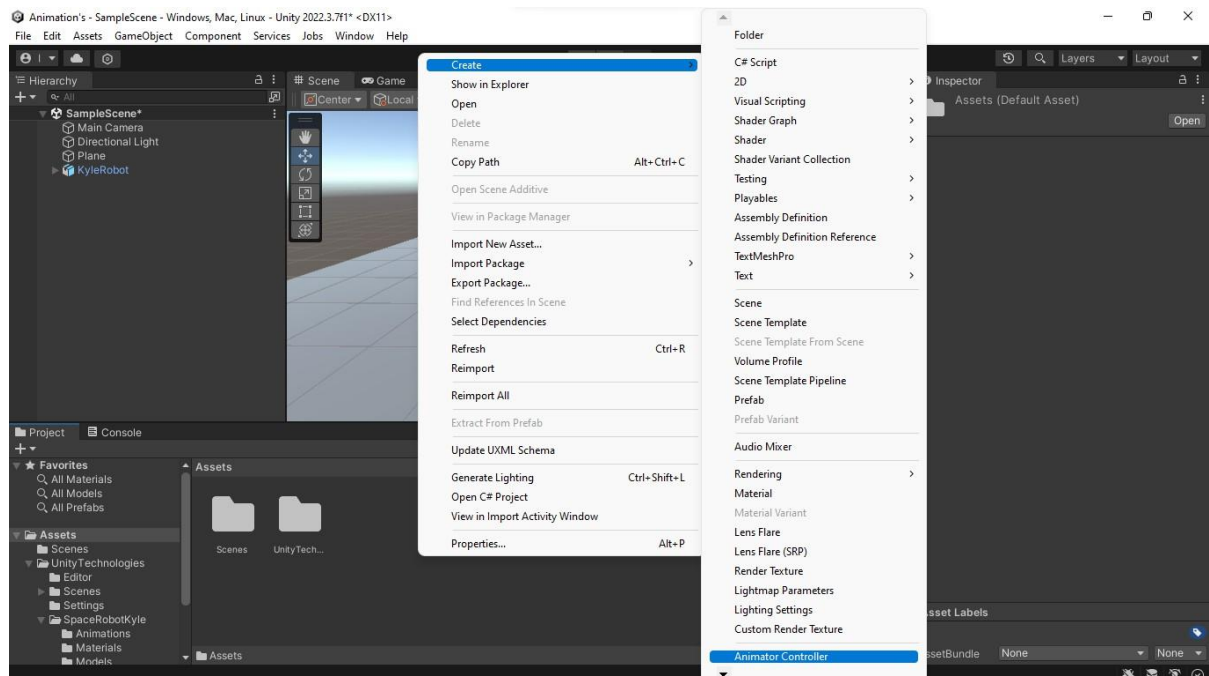 Animation's - SampleScene - Windows, Mac, Linux - Unity 2022.3.7f1* <DX11>
File Edit Assets GameObject Component Services Jobs Window Help
Layers Layout
Hierarchy
All
SampleScene*
Main Camera
Directional Light
Plane
KyleRobot
Scene Game
Center Local
Create
Show in Explorer
Open
Delete
Rename
Copy Path Alt+Ctrl+C
Open Scene Additive
View in Package Manager
Import New Asset...
Import Package
Export Package...
Find References In Scene
Select Dependencies
Refresh Ctrl+R
Reimport
Reimport All
Extract From Prefab
Update UXML Schema
Generate Lighting Ctrl+Shift+L
Open C# Project
View in Import Activity Window
Properties... Alt+P
Folder
C# Script
2D
Visual Scripting
Shader Graph
Shader
Shader Variant Collection
Testing
Playables
Assembly Definition
Assembly Definition Reference
TextMeshPro
Text
Scene
Scene Template
Scene Template From Scene
Volume Profile
Scene Template Pipeline
Prefab
Prefab Variant
Audio Mixer
Rendering
Material
Material Variant
Lens Flare
Lens Flare (SRP)
Render Texture
Lightmap Parameters
Lighting Settings
Custom Render Texture
Animator Controller
Inspector
Assets (Default Asset)
Open
Asset Labels
AssetBundle None None
Project Console
Favorites
All Materials
All Models
All Prefabs
Assets
Scenes
UnityTechnologies
Editor
Scenes
Settings
SpaceRobotKyle
Animations
Materials
Models
Assets
Scenes UnityTech...
Assets